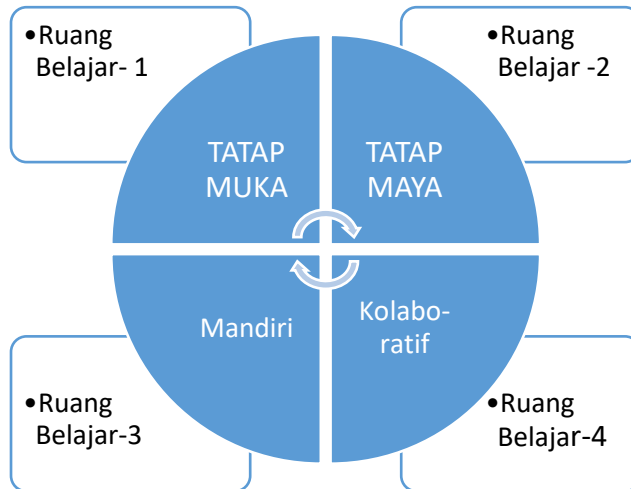 •Ruang
Belajar- 1
•Ruang
Belajar -2
TATAP
MUKA
TATAP
MAYA
Mandiri
Kolabo-
ratif
•Ruang
Belajar-3
•Ruang
Belajar-4